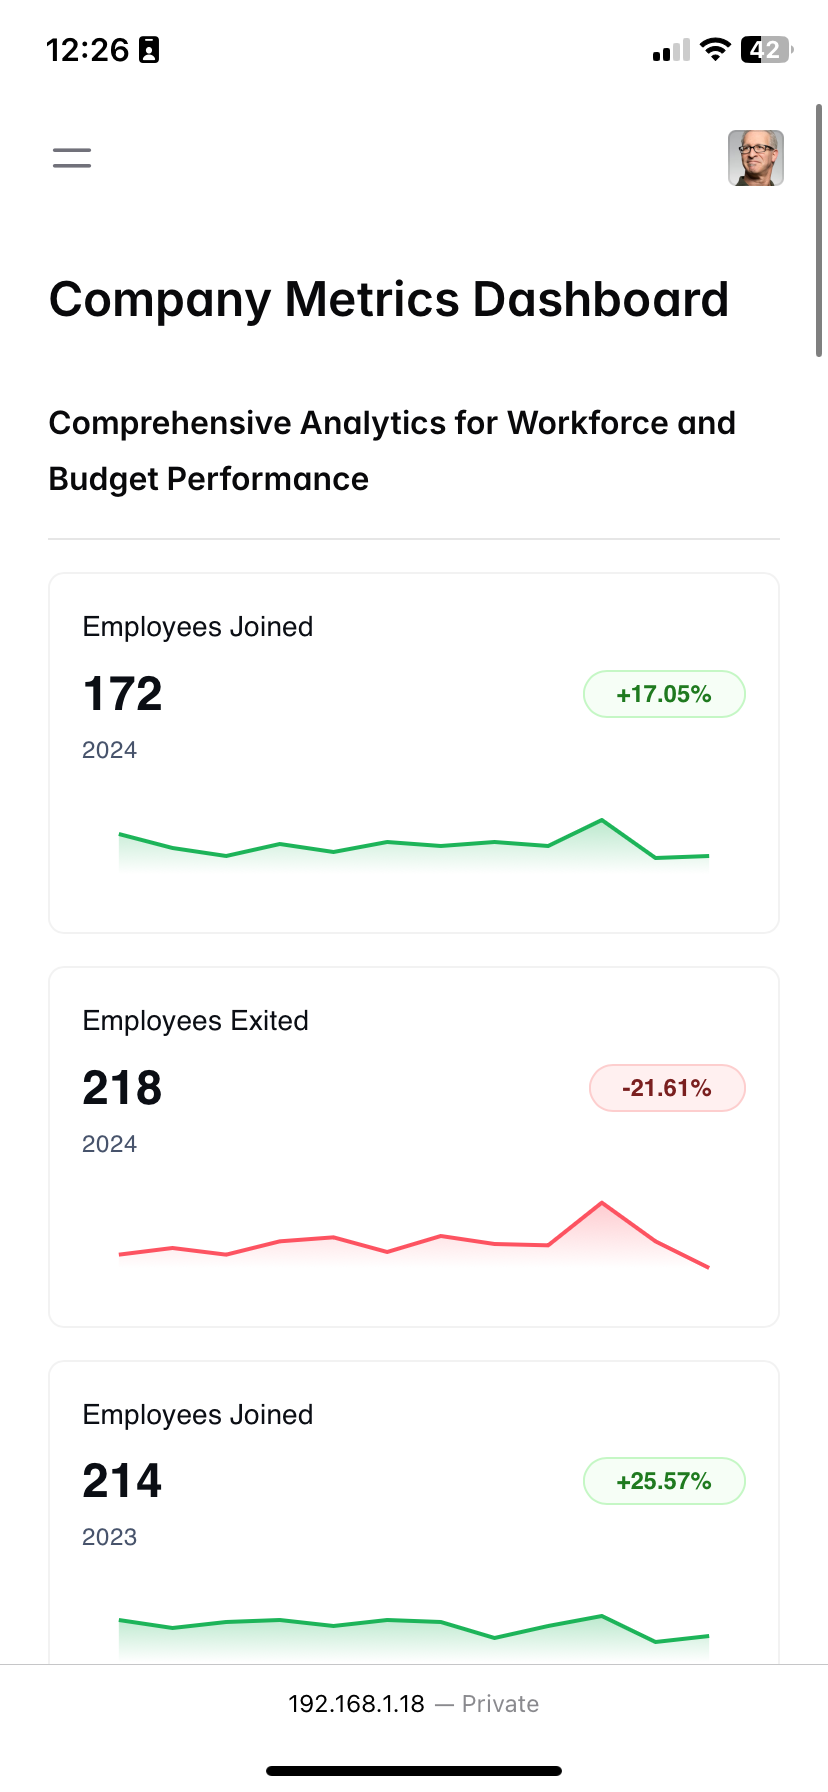 12:26
42
Company Metrics Dashboard
Comprehensive Analytics for Workforce and
Budget Performance
Employees Joined
172
+17.05%
2024
Employees Exited
218
-21.61%
2024
Employees Joined
214
+25.57%
2023
192.168.1.18 — Private